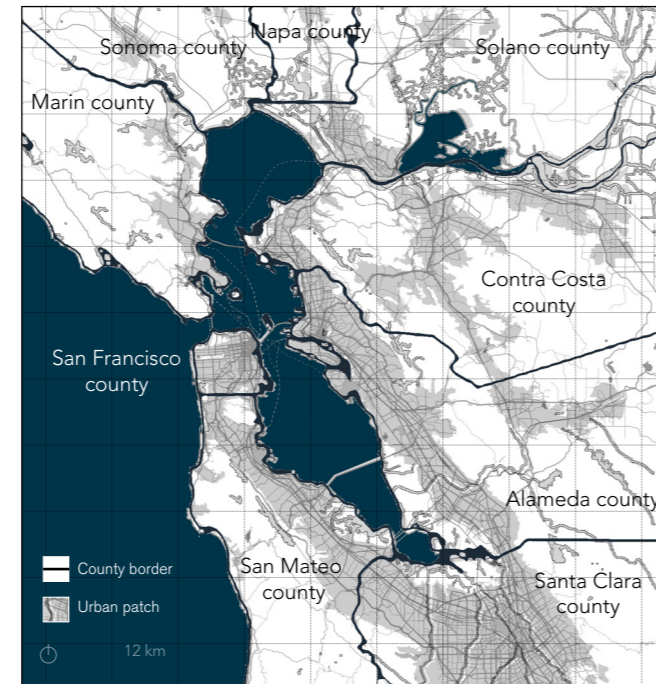 Napa county
Sonoma county
Solano county
Marin county
Contra Costa
county
San Francisco
county
Alameda county
County border
San Mateo
county
Santa Clara
county
Urban patch
12 km